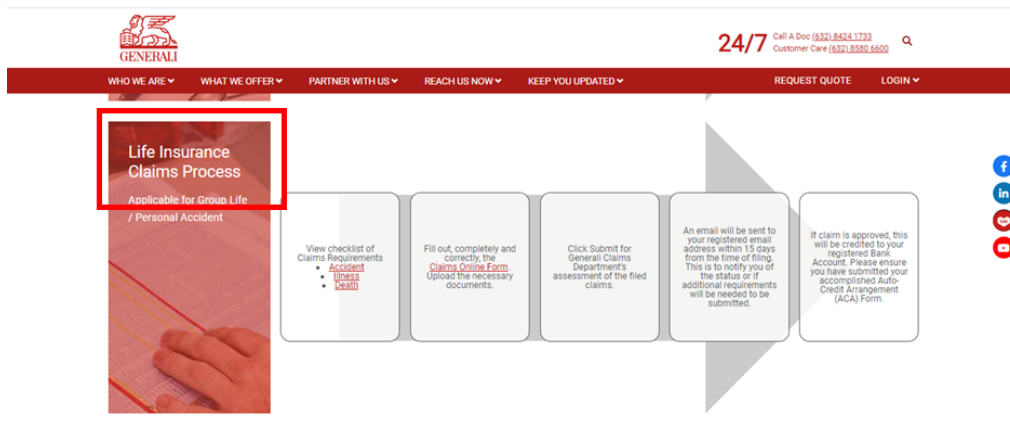 GENERALI
24/7
Call A Doc (632) 8424 1733
Customer Care (632) 8580 6600
WHO WE ARE
WHAT WE OFFER
PARTNER WITH US
REACH US NOW
KEEP YOU UPDATED
REQUEST QUOTE
LOGIN
Life Insurance
Claims Process
Applicable for Group Life
/ Personal Accident
View checklist of
Claims Requirements
Accident
Illness
Death
Fill out, completely and
correctly, the
Claims Online Form.
Upload the necessary
documents.
Click Submit for
Generali Claims
Department's
assessment of the filed
claims.
An email will be sent to
your registered email
address within 15 days
from the time of filing.
This is to notify you of
the status or if
additional requirements
will be needed to be
submitted.
If claim is approved, this
will be credited to your
registered Bank
Account. Please ensure
you have submitted your
accomplished Auto-
Credit Arrangement
(ACA) Form.
f
in